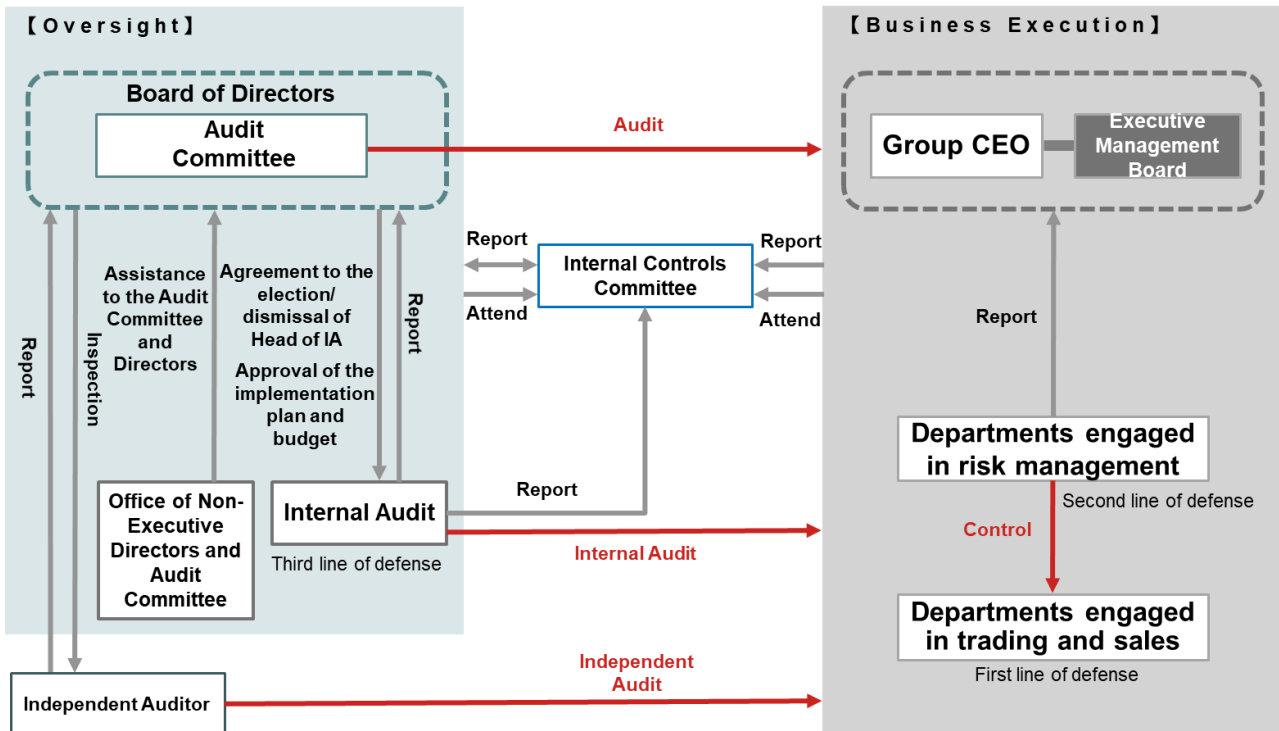 【Oversight】
Board of Directors
Audit
Committee
Report
Inspection
Assistance
to the Audit
Committee
and
Directors
Agreement to the
election/
dismissal of
Head of IA
Approval of the
implementation
plan and
budget
Report
Office of Non-
Executive
Directors and
Audit
Committee
Internal Audit
Third line of defense
Independent Auditor
Audit
Report
Attend
Internal Controls
Committee
Report
Attend
Report
Internal Audit
Independent
Audit
【Business Execution】
Group CEO
Executive
Management
Board
Report
Departments engaged
in risk management
Second line of defense
Control
Departments engaged
in trading and sales
First line of defense